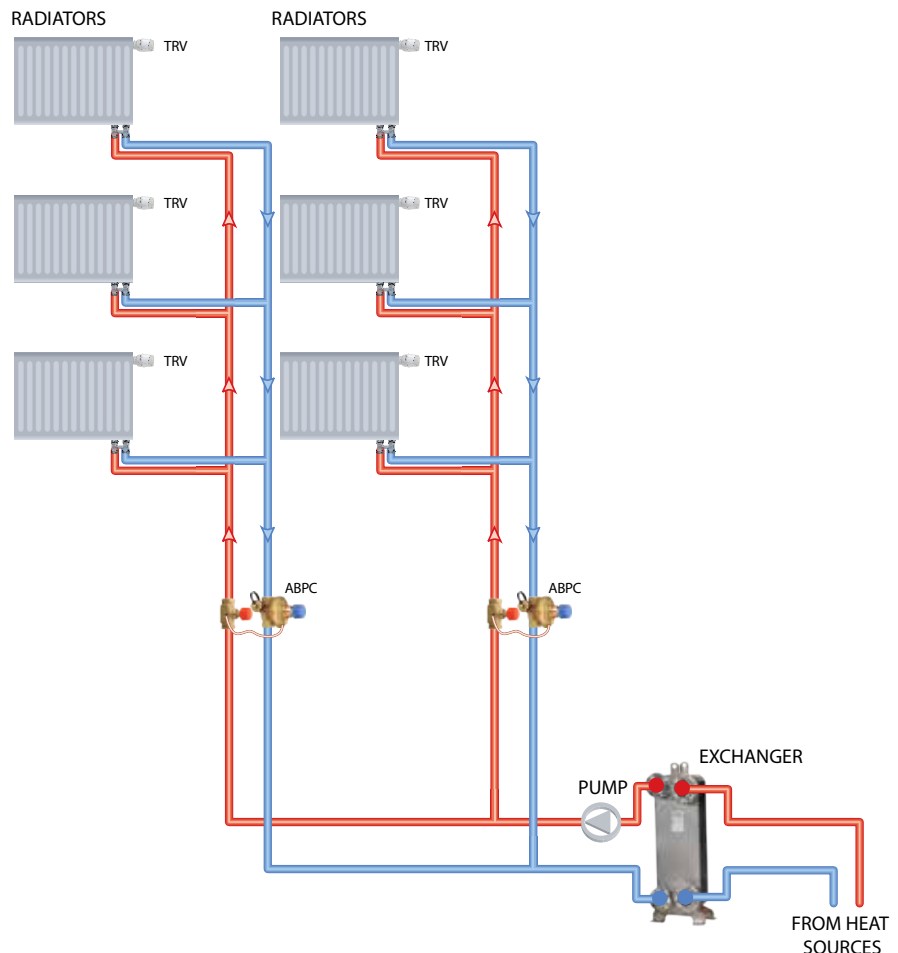 RADIATORS
RADIATORS
TRV
TRV
TRV
TRV
TRV
TRV
ABPC
ABPC
EXCHANGER
PUMP
FROM HEAT
SOURCES